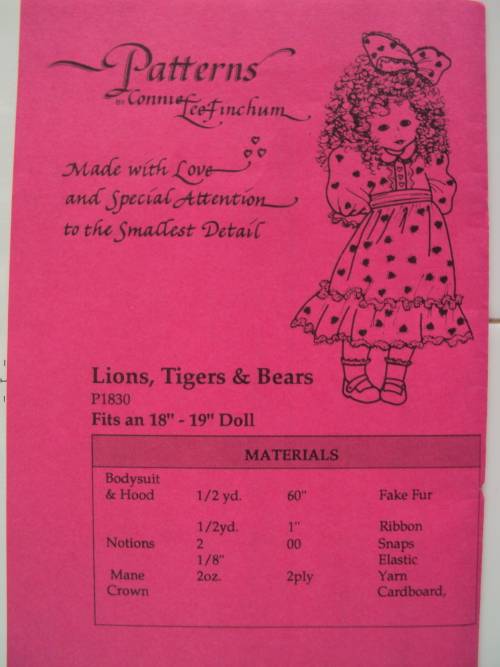 Patterns
BY Connie Lee Finchum
Made with Love
and Special Attention
to the Smallest Detail
Lions, Tigers & Bears
P1830
Fits an 18" - 19" Doll
MATERIALS
Bodysuit
& Hood 1/2 yd. 60" Fake Fur
1/2yd. 1" Ribbon
Notions 2 00 Snaps
1/8" Elastic
Mane 2oz. 2ply Yarn
Crown Cardboard,